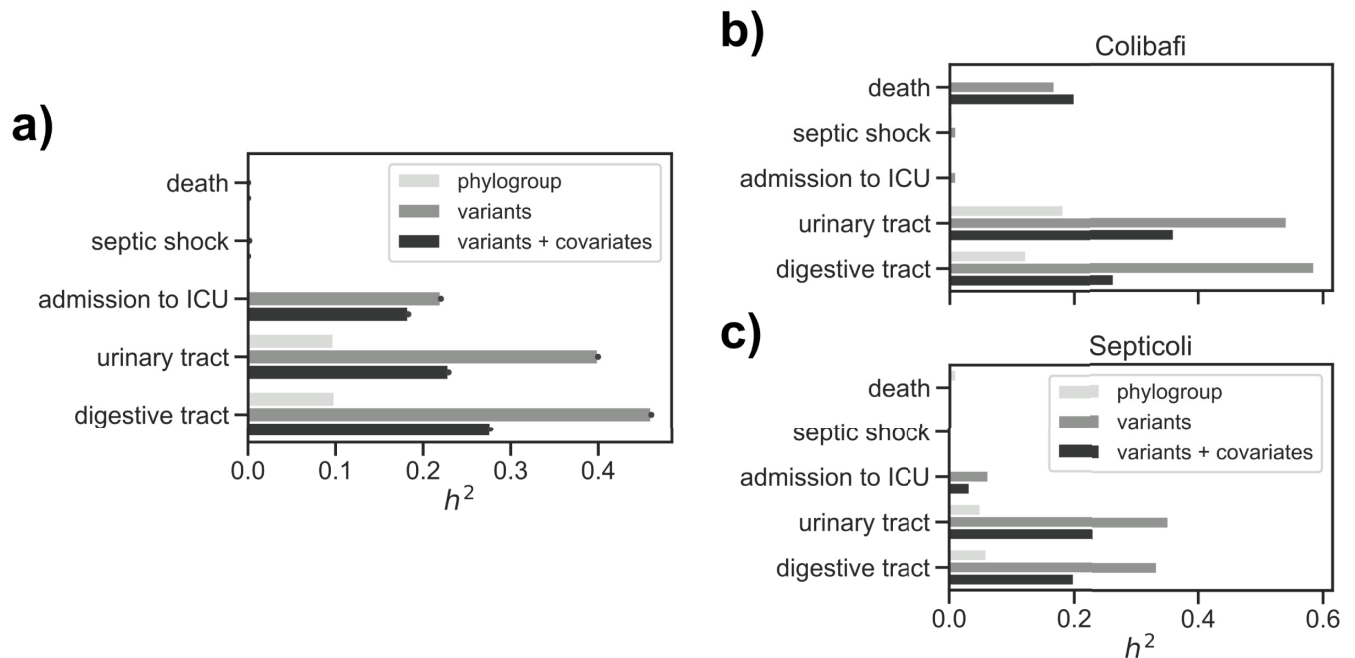 a)
death
septic shock
admission to ICU
urinary tract
digestive tract
phylogroup
variants
variants + covariates
0.0 0.1 0.2 0.3 0.4
h²
b)
Colibafi
death
septic shock
admission to ICU
urinary tract
digestive tract
c)
Septicoli
death
septic shock
admission to ICU
urinary tract
digestive tract
phylogroup
variants
variants + covariates
0.0 0.2 0.4 0.6
h²